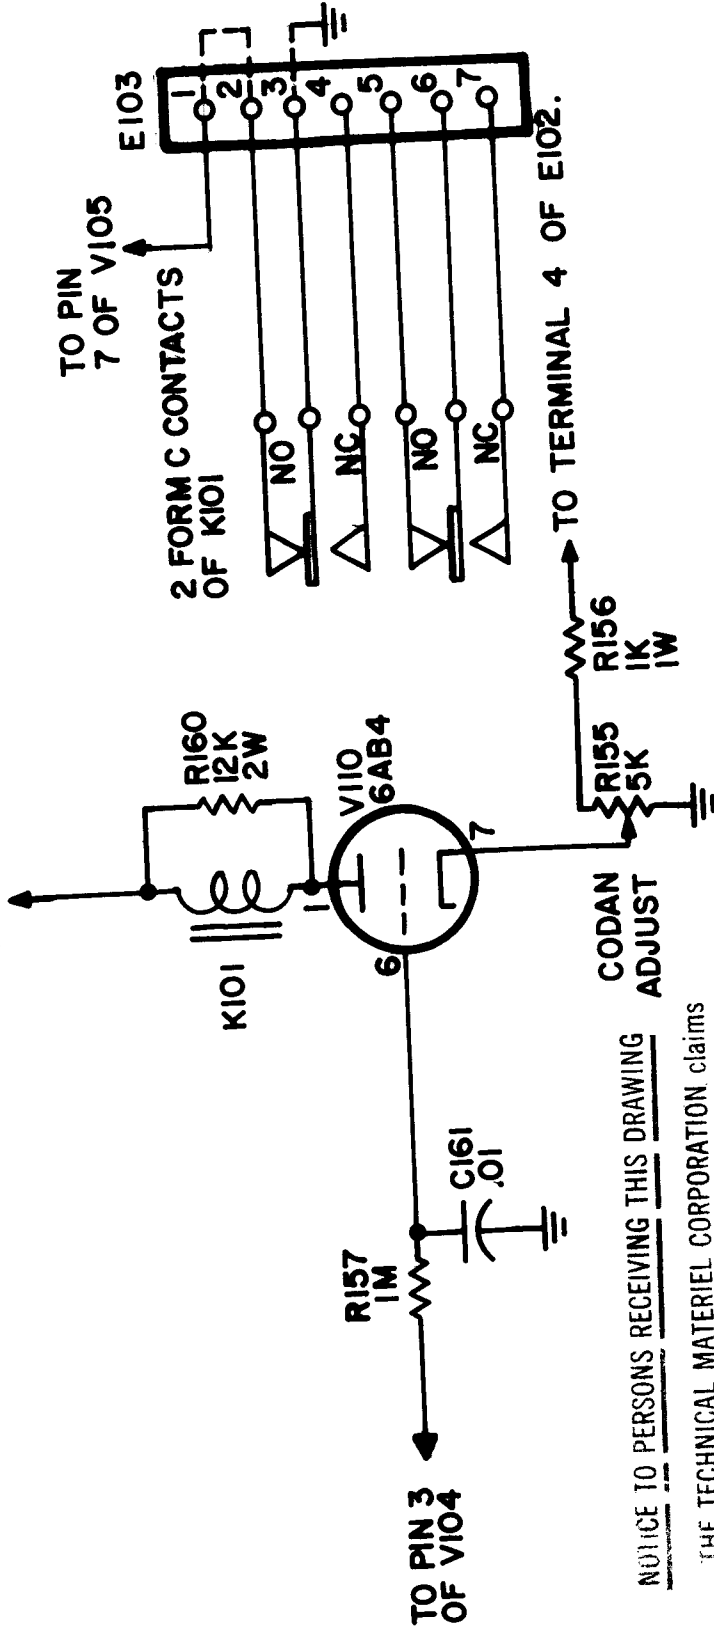 TO PIN
7 OF V105
E103
1
2
3
4
5
6
7
2 FORM C CONTACTS
OF K101
NO
NC
NO
NC
TO TERMINAL 4 OF E102.
R160
12K
2W
K101
1
V110
6AB4
6
7
R156
1K
1W
R155
5K
CODAN
ADJUST
C161
.01
R157
1M
TO PIN 3
OF V104
NOTICE TO PERSONS RECEIVING THIS DRAWING
THE TECHNICAL MATERIEL CORPORATION claims